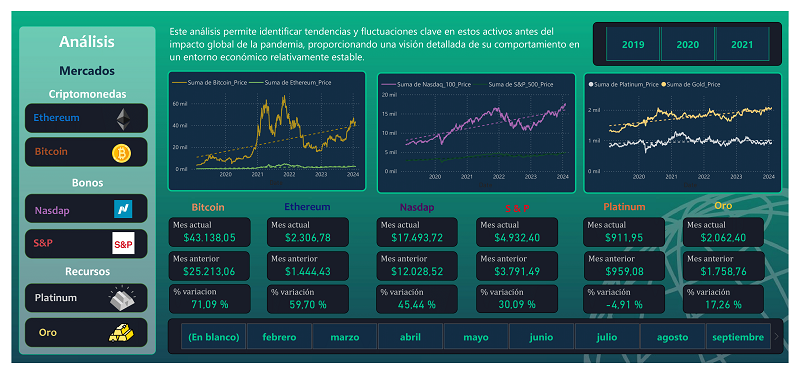 Análisis
Mercados
Criptomonedas
Ethereum
Bitcoin
Bonos
Nasdap
S&P
S&P
Recursos
Platinum
Oro
Este análisis permite identificar tendencias y fluctuaciones clave en estos activos antes del
impacto global de la pandemia, proporcionando una visión detallada de su comportamiento en
un entorno económico relativamente estable.
2019 2020 2021
Suma de Bitcoin_Price Suma de Ethereum_Price
60 mil
40 mil
20 mil
0 mil
2020 2021 2022 2023 2024
Suma de Nasdaq_100_Price Suma de S&P_500_Price
20 mil
15 mil
10 mil
5 mil
0 mil
2020 2021 2022 2023 2024
Suma de Platinum_Price Suma de Gold_Price
2 mil
1 mil
0 mil
2020 2021 2022 2023 2024
Bitcoin Ethereum Nasdap S&P Platinum Oro
Mes actual Mes actual Mes actual Mes actual Mes actual Mes actual
$43.138,05 $2.306,78 $17.493,72 $4.932,40 $911,95 $2.062,40
Mes anterior Mes anterior Mes anterior Mes anterior Mes anterior Mes anterior
$25.213,06 $1.444,43 $12.028,52 $3.791,49 $959,08 $1.758,76
% variacion % variación % variación % variación % variación % variación
71,09 % 59,70 % 45,44 % 30,09 % -4,91 % 17,26 %
(En blanco) febrero marzo abril mayo junio julio agosto septiembre